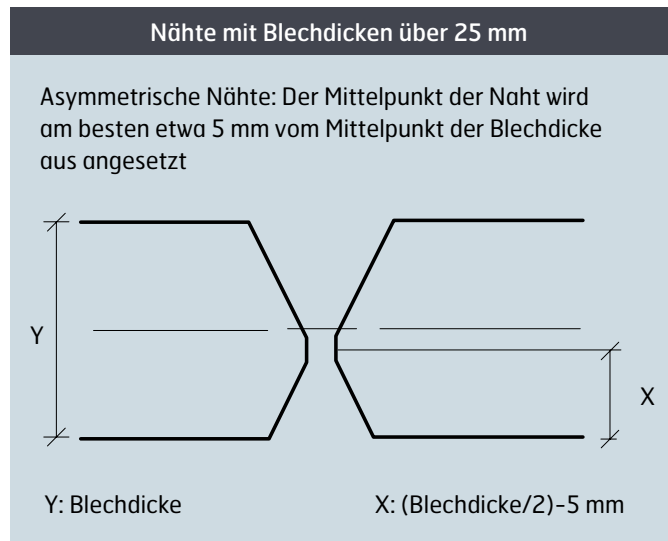 Nähte mit Blechdicken über 25 mm
Asymmetrische Nähte: Der Mittelpunkt der Naht wird
am besten etwa 5 mm vom Mittelpunkt der Blechdicke
aus angesetzt
Y
X
Y: Blechdicke
X: (Blechdicke/2)–5 mm